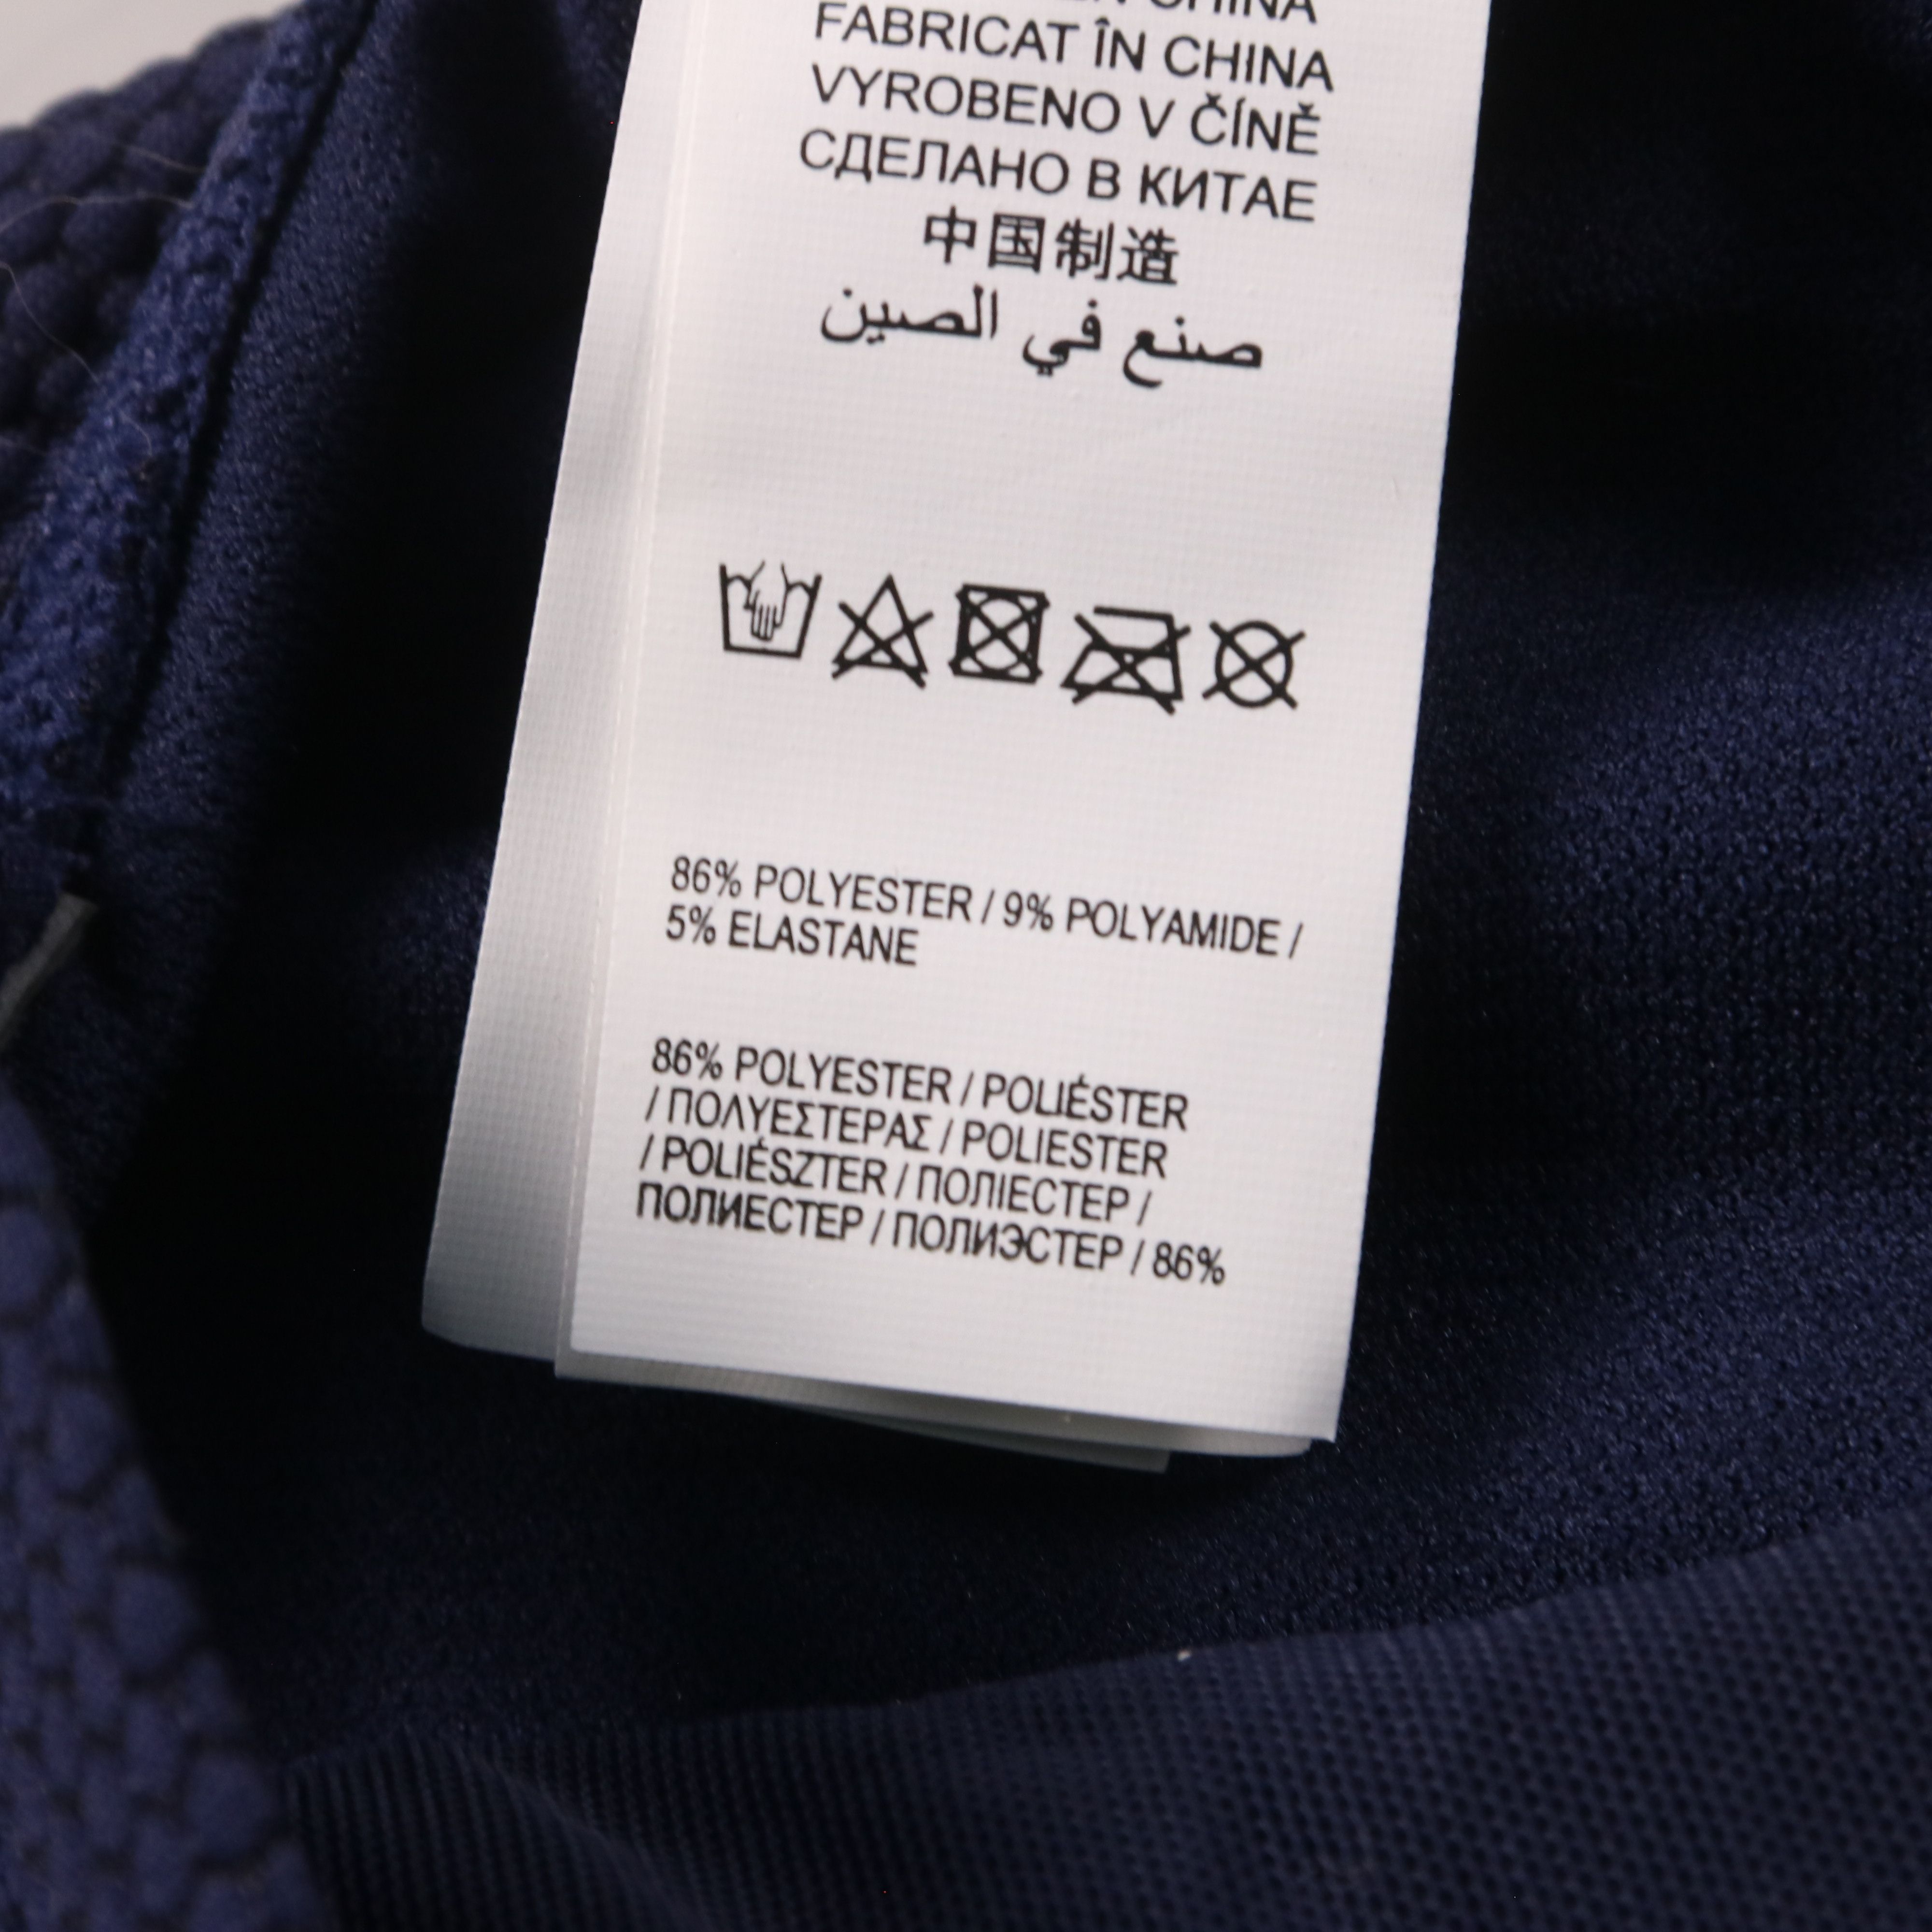 CHINA
FABRICAT ÎN CHINA
VYROBENO V ČÍNĚ
СДЕЛАНО В КИТАЕ
中国制造
صنع في الصين
86% POLYESTER / 9% POLYAMIDE /
5% ELASTANE
86% POLYESTER / POLIÉSTER
/ ΠΟΛΥΕΣΤΕΡΑΣ / POLIESTER
/ POLIÉSZTER / ПОЛІЕСТЕР /
ПОЛИЕСТЕР / ПОЛИЭСТЕР / 86%